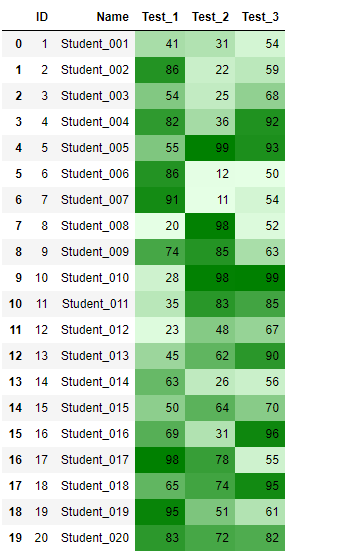 ID Name Test_1 Test_2 Test_3
0 1 Student_001 41 31 54
1 2 Student_002 86 22 59
2 3 Student_003 54 25 68
3 4 Student_004 82 36 92
4 5 Student_005 55 99 93
5 6 Student_006 86 12 50
6 7 Student_007 91 11 54
7 8 Student_008 20 98 52
8 9 Student_009 74 85 63
9 10 Student_010 28 98 99
10 11 Student_011 35 83 85
11 12 Student_012 23 48 67
12 13 Student_013 45 62 90
13 14 Student_014 63 26 56
14 15 Student_015 50 64 70
15 16 Student_016 69 31 96
16 17 Student_017 98 78 55
17 18 Student_018 65 74 95
18 19 Student_019 95 51 61
19 20 Student_020 83 72 82